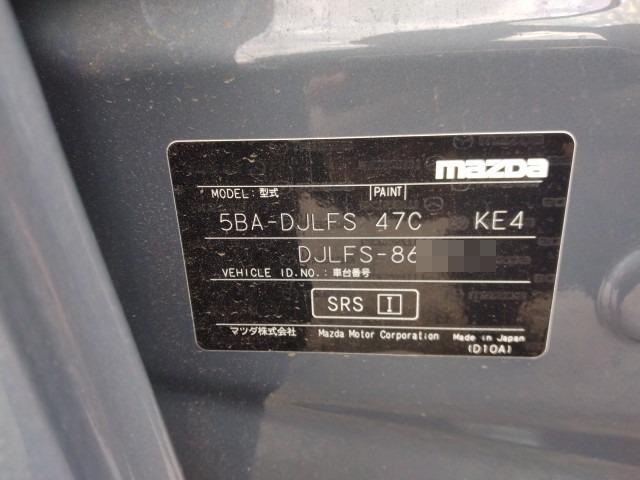 mazda
MODEL: 型式 PAINT
5BA-DJLFS 47C KE4
DJLFS-86
VEHICLE ID.NO.: 車台番号
SRS I
マツダ株式会社 Mazda Motor Corporation Made in Japan
(D10A)